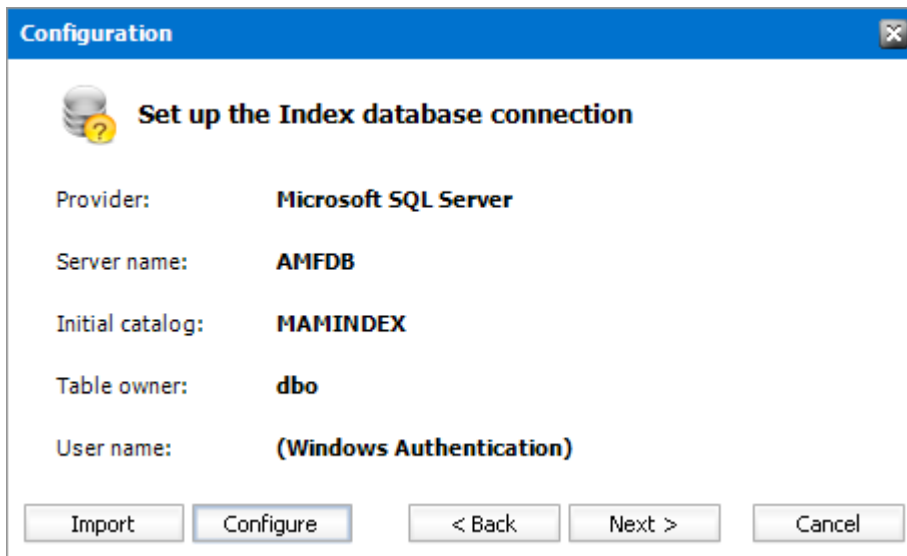 Configuration
?
Set up the Index database connection
Provider: Microsoft SQL Server
Server name: AMFDB
Initial catalog: MAMINDEX
Table owner: dbo
User name: (Windows Authentication)
Import Configure < Back Next > Cancel